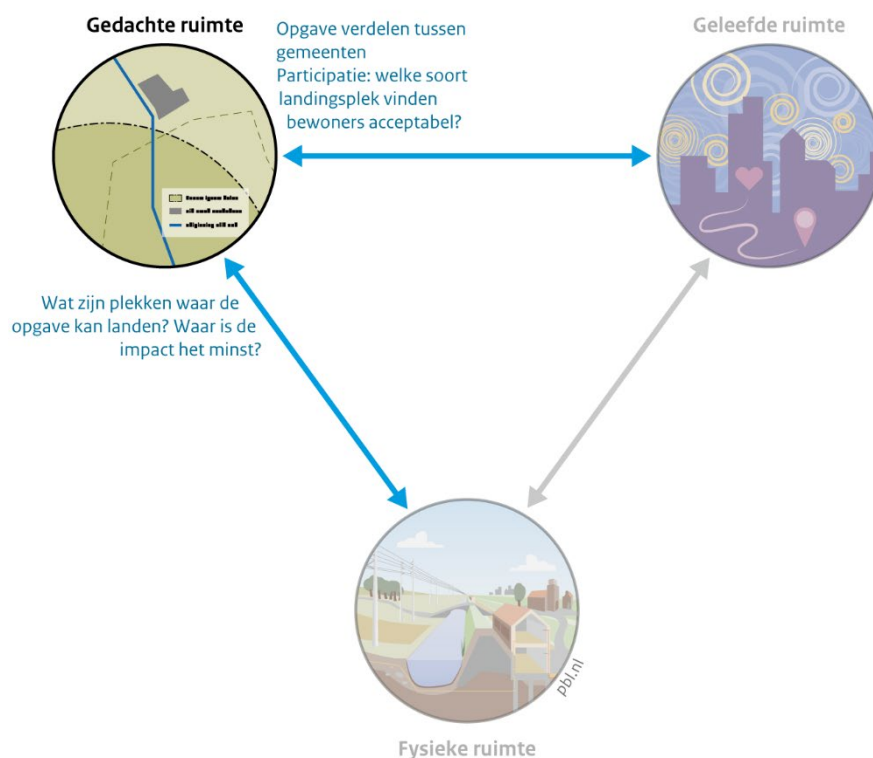 Gedachte ruimte
Opgave verdelen tussen
gemeenten
Participatie: welke soort
landingsplek vinden
bewoners acceptabel?
Geleefde ruimte
Wat zijn plekken waar de
opgave kan landen? Waar is de
impact het minst?
pbl.nl
Fysieke ruimte